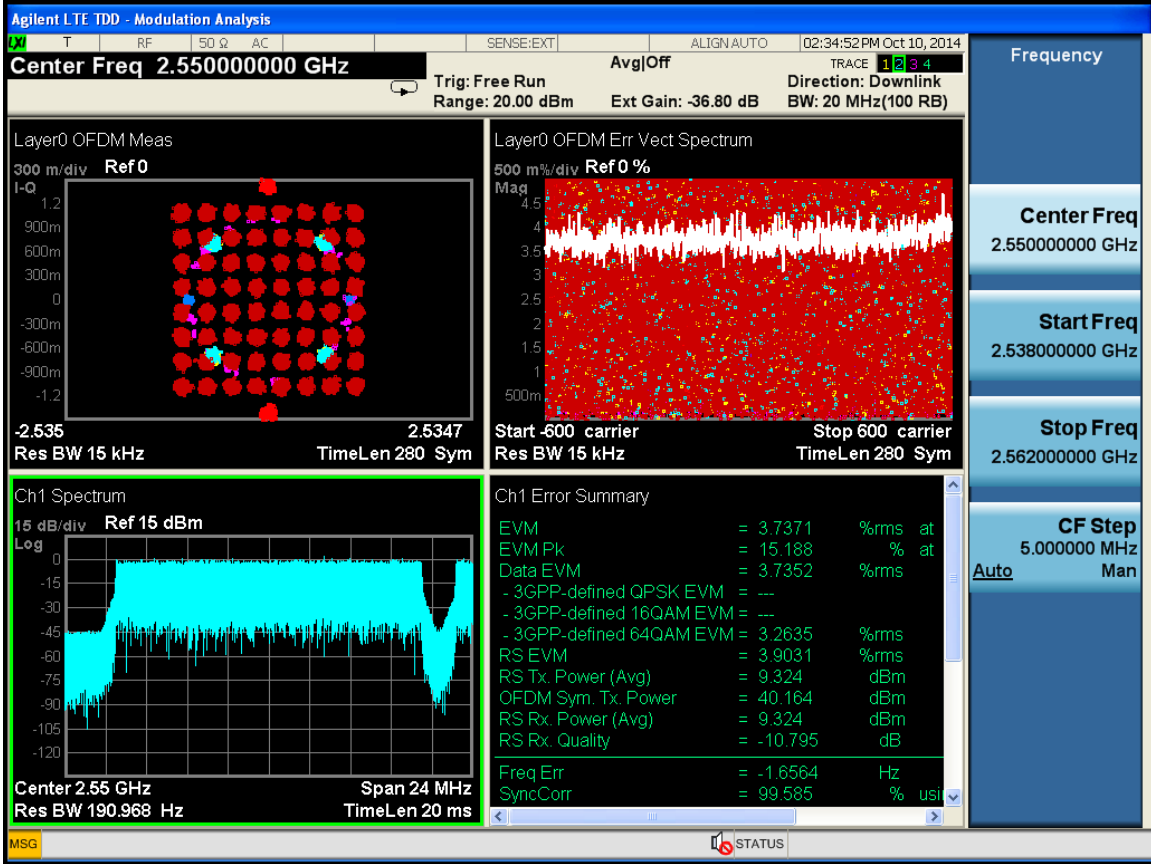 Agilent LTE TDD - Modulation Analysis
LXI T RF 50 Ω AC SENSE:EXT ALIGN AUTO 02:34:52 PM Oct 10, 2014
Center Freq 2.550000000 GHz
Trig: Free Run
Range: 20.00 dBm
Avg|Off
Ext Gain: -36.80 dB
TRACE 1 2 3 4
Direction: Downlink
BW: 20 MHz(100 RB)
Layer0 OFDM Meas
300 m/div Ref 0
I-Q
1.2
900m
600m
300m
0
-300m
-600m
-900m
-1.2
-2.535 2.5347
Res BW 15 kHz TimeLen 280 Sym
Layer0 OFDM Err Vect Spectrum
500 m%/div Ref 0 %
Mag
4.5
4
3.5
3
2.5
2
1.5
1
500m
Start -600 carrier Stop 600 carrier
Res BW 15 kHz TimeLen 280 Sym
Ch1 Spectrum
15 dB/div Ref 15 dBm
Log
0
-15
-30
-45
-60
-75
-90
-105
-120
Center 2.55 GHz Span 24 MHz
Res BW 190.968 Hz TimeLen 20 ms
Ch1 Error Summary
EVM = 3.7371 %rms at
EVM Pk = 15.188 % at
Data EVM = 3.7352 %rms
- 3GPP-defined QPSK EVM = ---
- 3GPP-defined 16QAM EVM = ---
- 3GPP-defined 64QAM EVM = 3.2635 %rms
RS EVM = 3.9031 %rms
RS Tx. Power (Avg) = 9.324 dBm
OFDM Sym. Tx. Power = 40.164 dBm
RS Rx. Power (Avg) = 9.324 dBm
RS Rx. Quality = -10.795 dB
Freq Err = -1.6564 Hz
SyncCorr = 99.585 % usi
Frequency
Center Freq
2.550000000 GHz
Start Freq
2.538000000 GHz
Stop Freq
2.562000000 GHz
CF Step
5.000000 MHz
Auto Man
MSG STATUS